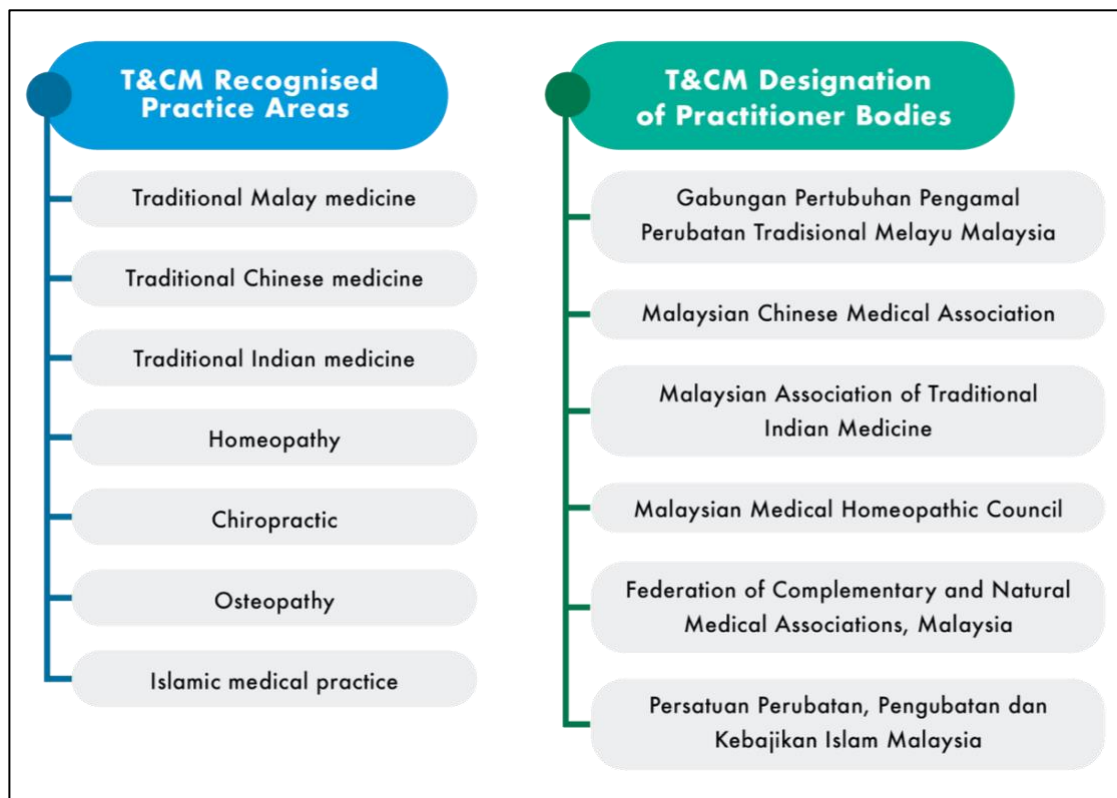 T&CM Recognised
Practice Areas
Traditional Malay medicine
Traditional Chinese medicine
Traditional Indian medicine
Homeopathy
Chiropractic
Osteopathy
Islamic medical practice
T&CM Designation
of Practitioner Bodies
Gabungan Pertubuhan Pengamal
Perubatan Tradisional Melayu Malaysia
Malaysian Chinese Medical Association
Malaysian Association of Traditional
Indian Medicine
Malaysian Medical Homeopathic Council
Federation of Complementary and Natural
Medical Associations, Malaysia
Persatuan Perubatan, Pengubatan dan
Kebajikan Islam Malaysia